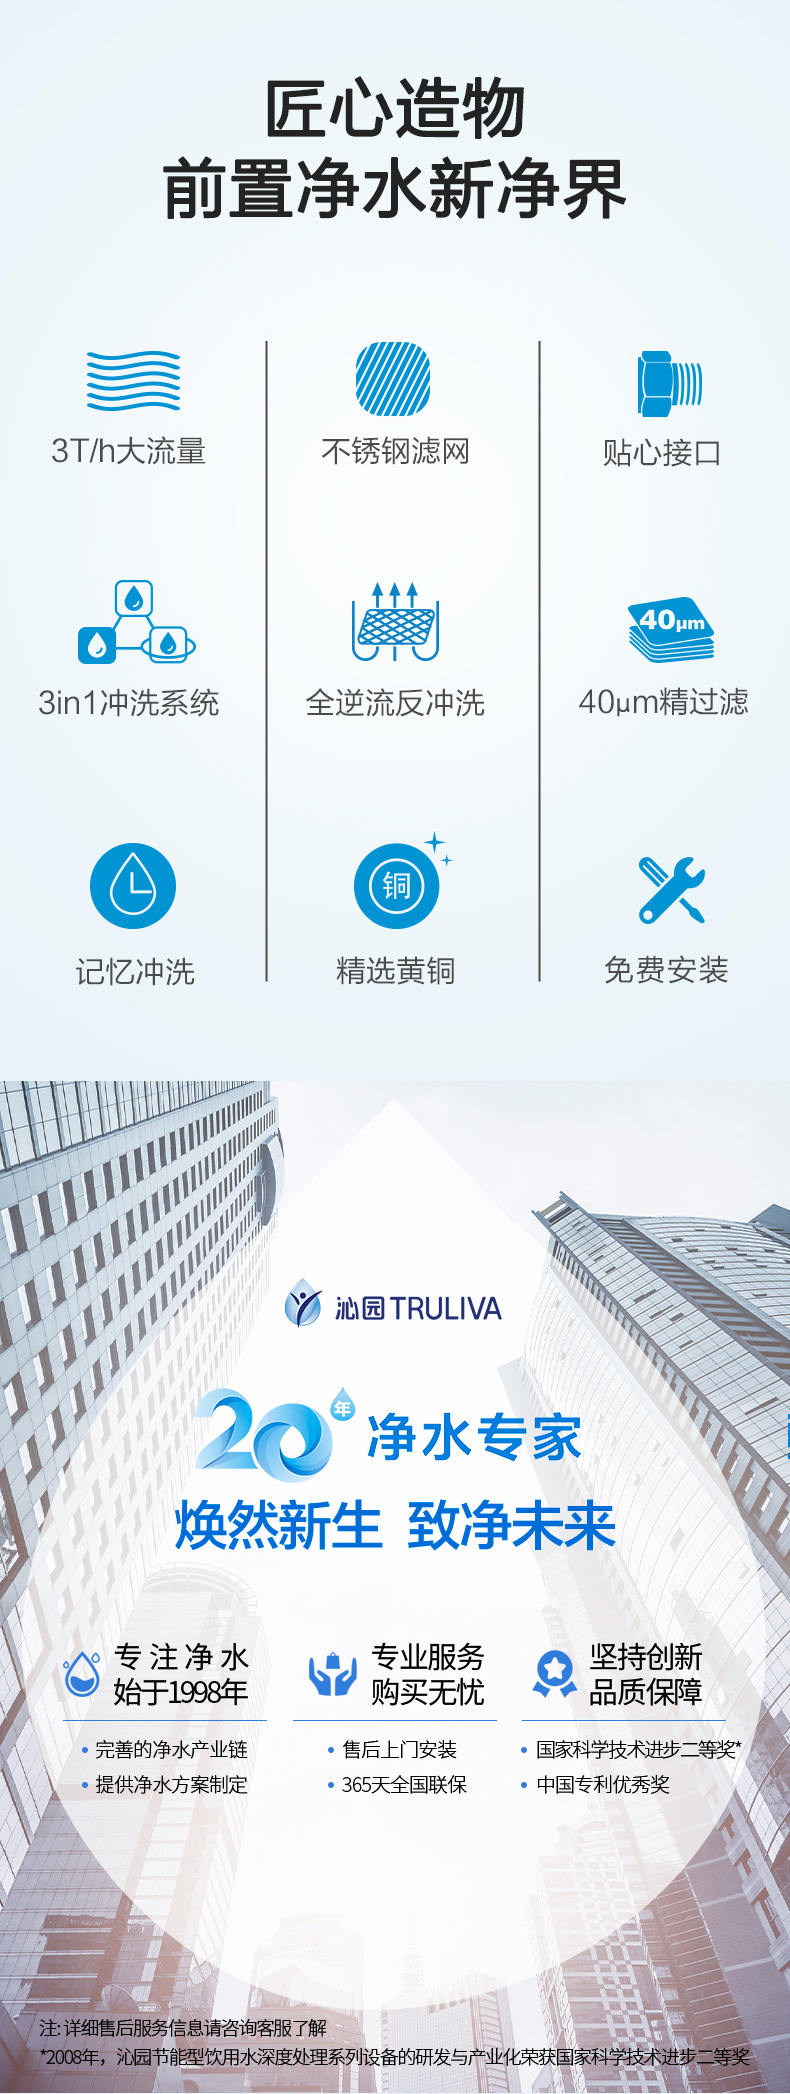 匠心造物
前置净水新净界
3T/h大流量
不锈钢滤网
贴心接口
40μm
3in1冲洗系统
全逆流反冲洗
40μm精过滤
铜
记忆冲洗
精选黄铜
免费安装
沁园TRULIVA
20年 净水专家
焕然新生 致净未来
专注净水
始于1998年
• 完善的净水产业链
• 提供净水方案制定
专业服务
购买无忧
• 售后上门安装
• 365天全国联保
坚持创新
品质保障
• 国家科学技术进步二等奖*
• 中国专利优秀奖
注: 详细售后服务信息请咨询客服了解
*2008年，沁园节能型饮用水深度处理系列设备的研发与产业化荣获国家科学技术进步二等奖